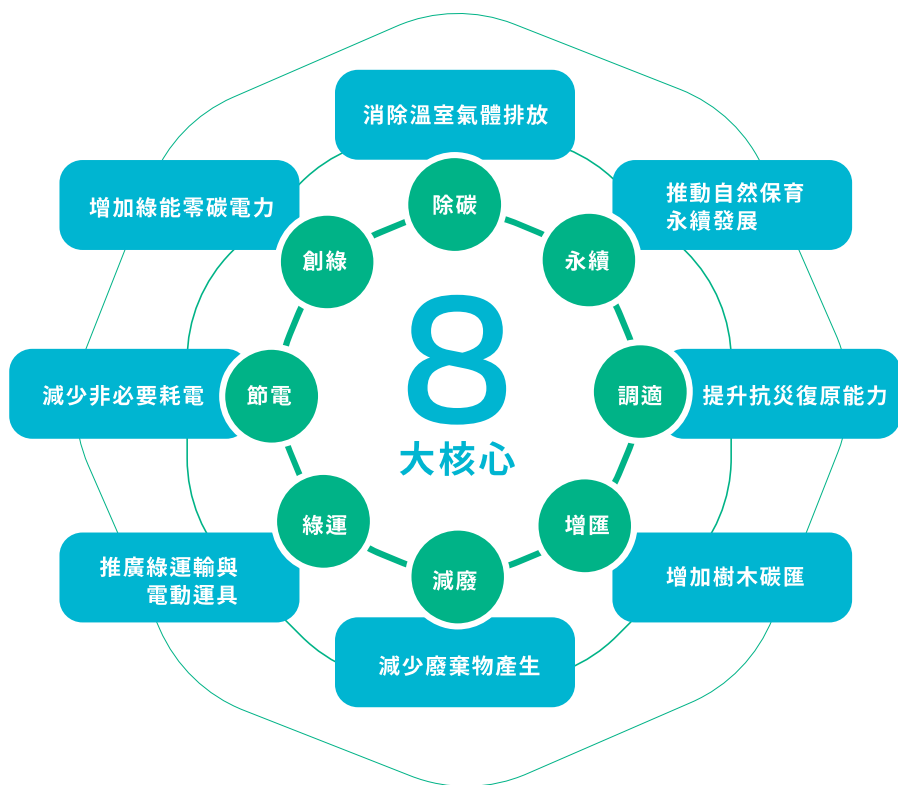 8
大核心
除碳
消除溫室氣體排放
永續
推動自然保育
永續發展
調適
提升抗災復原能力
增匯
增加樹木碳匯
減廢
減少廢棄物產生
綠運
推廣綠運輸與
電動運具
節電
減少非必要耗電
創綠
增加綠能零碳電力